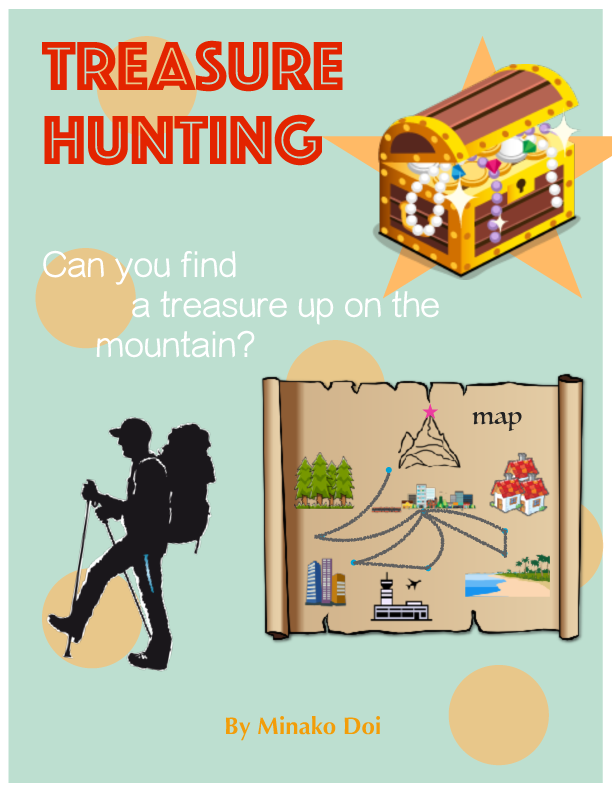 TREASURE
HUNTING
Can you find
a treasure up on the
mountain?
map
By Minako Doi